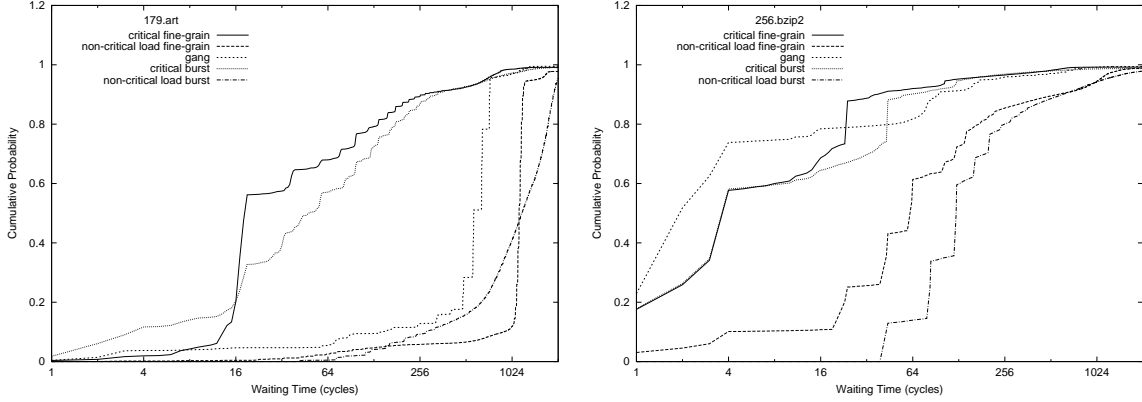 179.art
critical fine-grain
non-critical load fine-grain
gang
critical burst
non-critical load burst
1.2
1
0.8
0.6
0.4
0.2
0
Cumulative Probability
1 4 16 64 256 1024
Waiting Time (cycles)
256.bzip2
critical fine-grain
non-critical load fine-grain
gang
critical burst
non-critical load burst
1.2
1
0.8
0.6
0.4
0.2
0
Cumulative Probability
1 4 16 64 256 1024
Waiting Time (cycles)